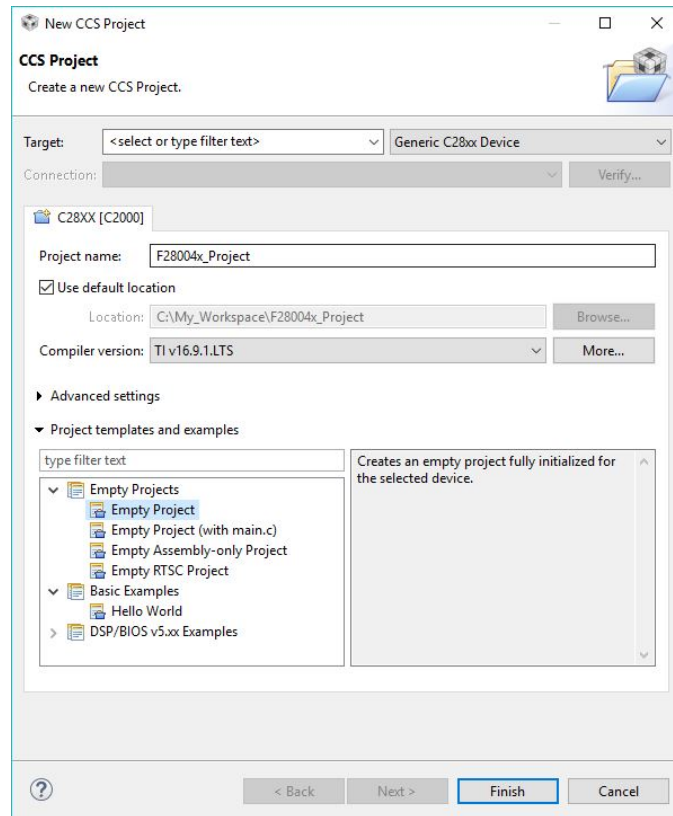 New CCS Project
CCS Project
Create a new CCS Project.
Target: <select or type filter text> Generic C28xx Device
Connection: Verify...
C28XX [C2000]
Project name: F28004x_Project
Use default location
Location: C:\My_Workspace\F28004x_Project Browse...
Compiler version: TI v16.9.1.LTS More...
Advanced settings
Project templates and examples
type filter text
Empty Projects
Empty Project
Empty Project (with main.c)
Empty Assembly-only Project
Empty RTSC Project
Basic Examples
Hello World
DSP/BIOS v5.xx Examples
Creates an empty project fully initialized for
the selected device.
? < Back Next > Finish Cancel